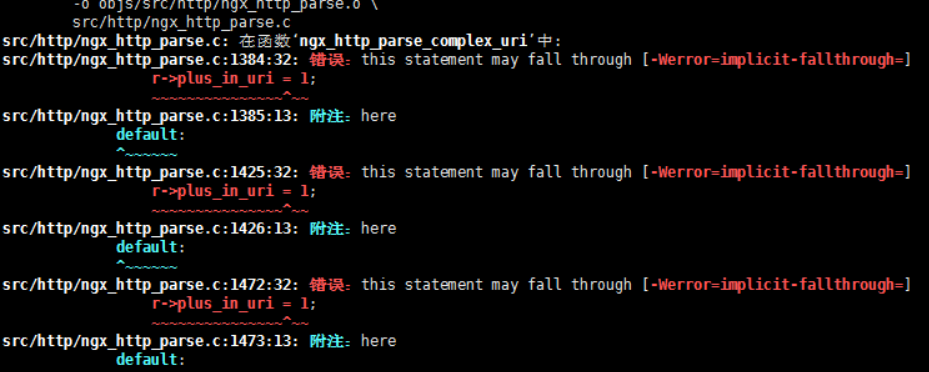 -o objs/src/http/ngx_http_parse.o \
src/http/ngx_http_parse.c
src/http/ngx_http_parse.c: 在函数‘ngx_http_parse_complex_uri’中:
src/http/ngx_http_parse.c:1384:32: 错误：this statement may fall through [-Werror=implicit-fallthrough=]
r->plus_in_uri = 1;
~~~~~~~~~~~~~~~^~~
src/http/ngx_http_parse.c:1385:13: 附注：here
default:
^~~~~~~
src/http/ngx_http_parse.c:1425:32: 错误：this statement may fall through [-Werror=implicit-fallthrough=]
r->plus_in_uri = 1;
~~~~~~~~~~~~~~~^~~
src/http/ngx_http_parse.c:1426:13: 附注：here
default:
^~~~~~~
src/http/ngx_http_parse.c:1472:32: 错误：this statement may fall through [-Werror=implicit-fallthrough=]
r->plus_in_uri = 1;
~~~~~~~~~~~~~~~^~~
src/http/ngx_http_parse.c:1473:13: 附注：here
default: